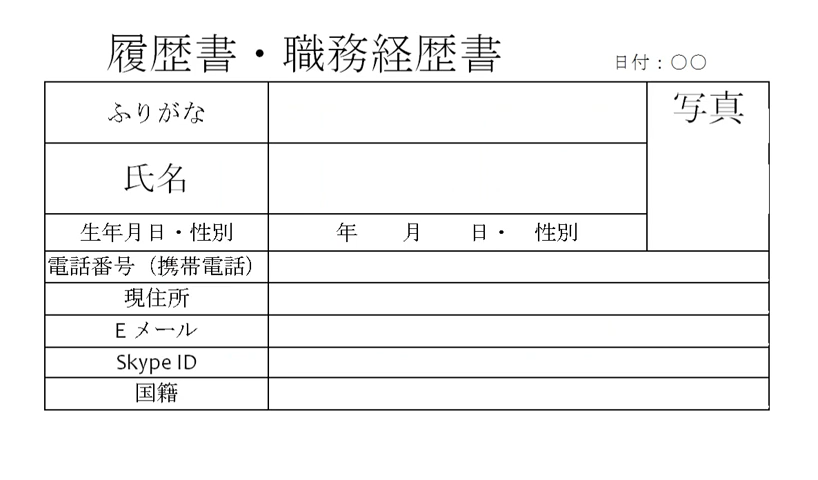 履歴書・職務経歴書
日付：〇〇
ふりがな
写真
氏名
生年月日・性別 年 月 日・ 性別
電話番号（携帯電話）
現住所
E メール
Skype ID
国籍